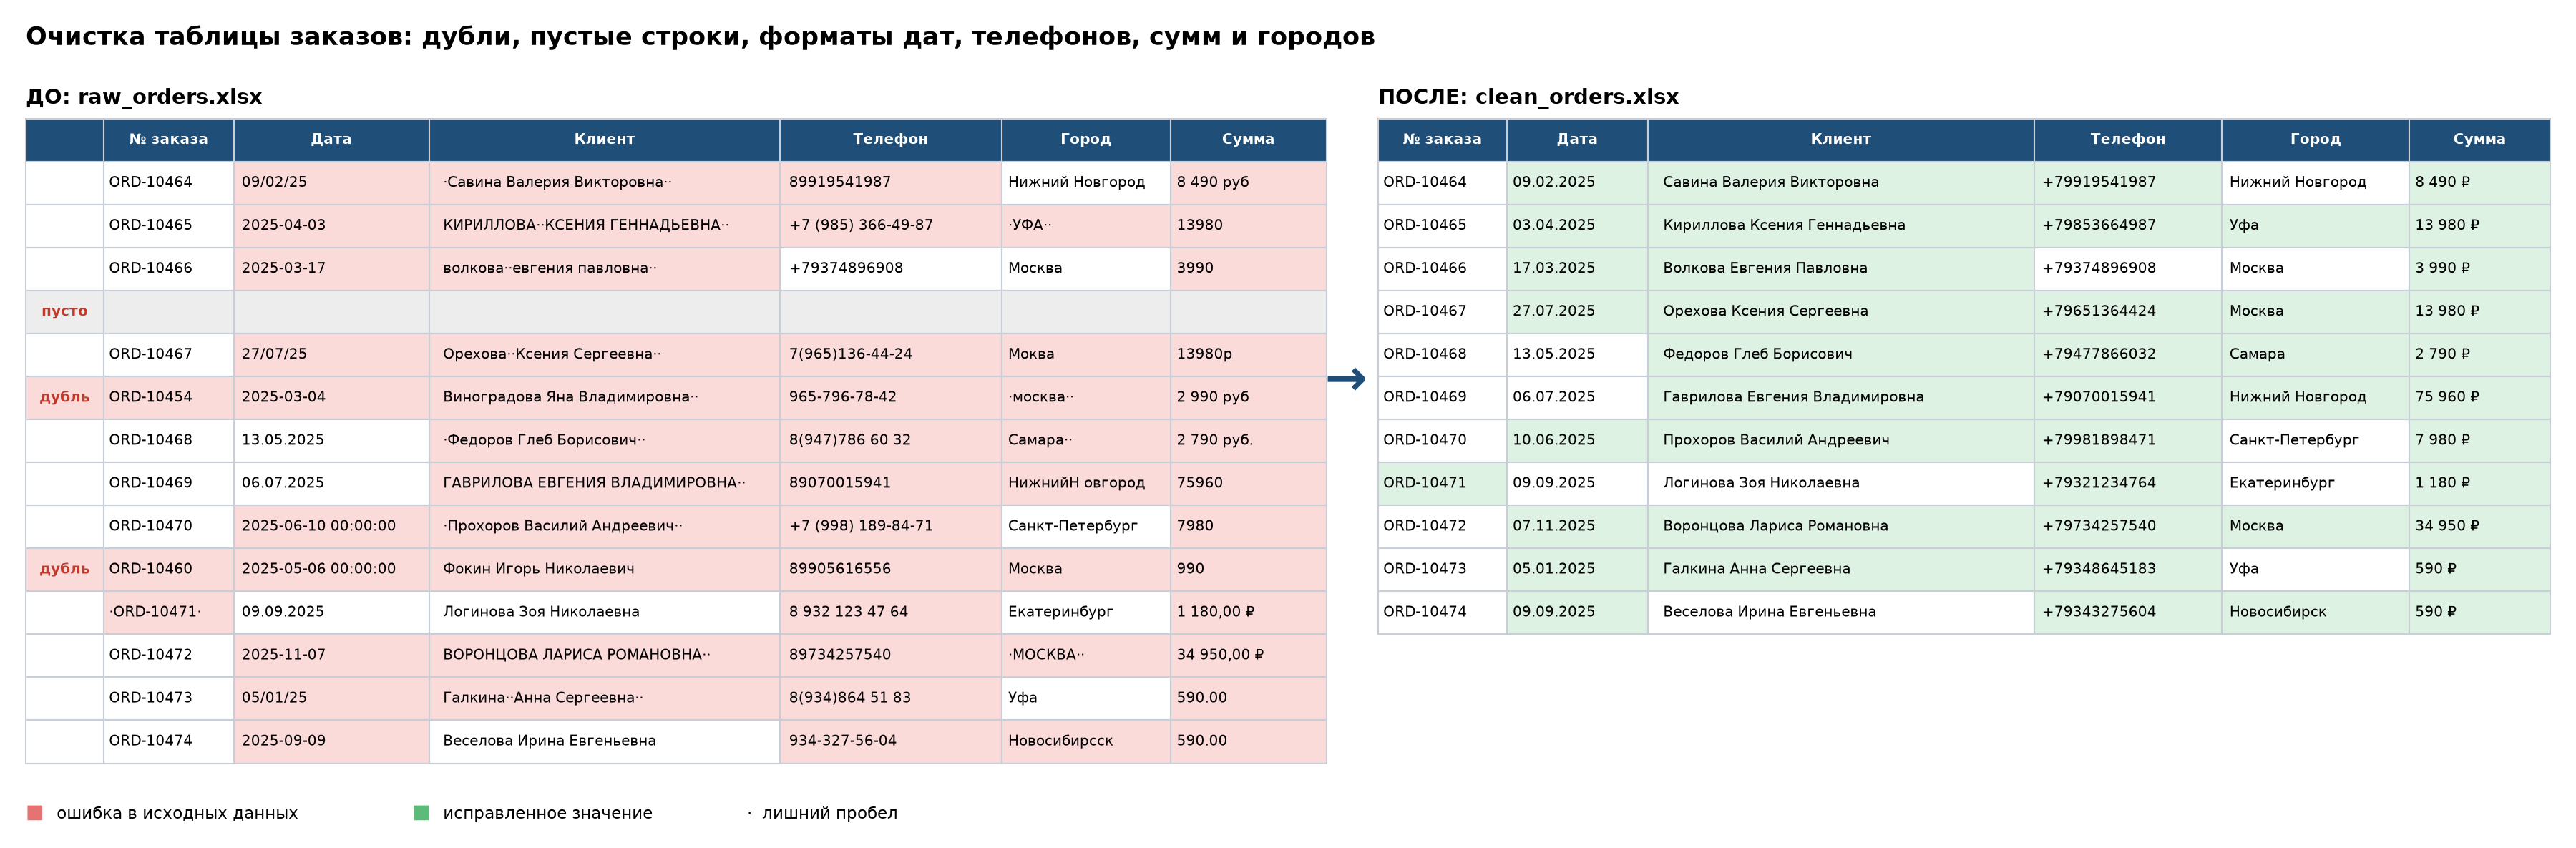 Очистка таблицы заказов: дубли, пустые строки, форматы дат, телефонов, сумм и городов
ДО: raw_orders.xlsx
№ заказа Дата Клиент Телефон Город Сумма
ORD-10464 09/02/25 ·Савина Валерия Викторовна·· 89919541987 Нижний Новгород 8 490 руб
ORD-10465 2025-04-03 КИРИЛЛОВА··КСЕНИЯ ГЕННАДЬЕВНА·· +7 (985) 366-49-87 ·УФА·· 13980
ORD-10466 2025-03-17 волкова··евгения павловна·· +79374896908 Москва 3990
пусто
ORD-10467 27/07/25 Орехова··Ксения Сергеевна·· 7(965)136-44-24 Моква 13980р
дубль ORD-10454 2025-03-04 Виноградова Яна Владимировна·· 965-796-78-42 ·москва·· 2 990 руб
ORD-10468 13.05.2025 ·Федоров Глеб Борисович·· 8(947)786 60 32 Самара·· 2 790 руб.
ORD-10469 06.07.2025 ГАВРИЛОВА ЕВГЕНИЯ ВЛАДИМИРОВНА·· 89070015941 НижнийН овгород 75960
ORD-10470 2025-06-10 00:00:00 ·Прохоров Василий Андреевич·· +7 (998) 189-84-71 Санкт-Петербург 7980
дубль ORD-10460 2025-05-06 00:00:00 Фокин Игорь Николаевич 89905616556 Москва 990
·ORD-10471· 09.09.2025 Логинова Зоя Николаевна 8 932 123 47 64 Екатеринбург 1 180,00 ₽
ORD-10472 2025-11-07 ВОРОНЦОВА ЛАРИСА РОМАНОВНА·· 89734257540 ·МОСКВА·· 34 950,00 ₽
ORD-10473 05/01/25 Галкина··Анна Сергеевна·· 8(934)864 51 83 Уфа 590.00
ORD-10474 2025-09-09 Веселова Ирина Евгеньевна 934-327-56-04 Новосибирсск 590.00
→
ПОСЛЕ: clean_orders.xlsx
№ заказа Дата Клиент Телефон Город Сумма
ORD-10464 09.02.2025 Савина Валерия Викторовна +79919541987 Нижний Новгород 8 490 ₽
ORD-10465 03.04.2025 Кириллова Ксения Геннадьевна +79853664987 Уфа 13 980 ₽
ORD-10466 17.03.2025 Волкова Евгения Павловна +79374896908 Москва 3 990 ₽
ORD-10467 27.07.2025 Орехова Ксения Сергеевна +79651364424 Москва 13 980 ₽
ORD-10468 13.05.2025 Федоров Глеб Борисович +79477866032 Самара 2 790 ₽
ORD-10469 06.07.2025 Гаврилова Евгения Владимировна +79070015941 Нижний Новгород 75 960 ₽
ORD-10470 10.06.2025 Прохоров Василий Андреевич +79981898471 Санкт-Петербург 7 980 ₽
ORD-10471 09.09.2025 Логинова Зоя Николаевна +79321234764 Екатеринбург 1 180 ₽
ORD-10472 07.11.2025 Воронцова Лариса Романовна +79734257540 Москва 34 950 ₽
ORD-10473 05.01.2025 Галкина Анна Сергеевна +79348645183 Уфа 590 ₽
ORD-10474 09.09.2025 Веселова Ирина Евгеньевна +79343275604 Новосибирск 590 ₽
ошибка в исходных данных
исправленное значение
· лишний пробел